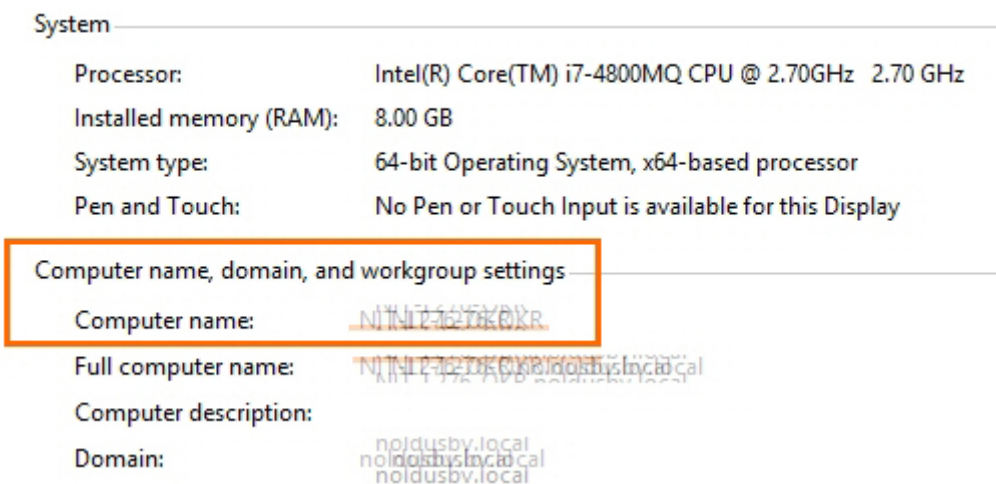 System
Processor: Intel(R) Core(TM) i7-4800MQ CPU @ 2.70GHz 2.70 GHz
Installed memory (RAM): 8.00 GB
System type: 64-bit Operating System, x64-based processor
Pen and Touch: No Pen or Touch Input is available for this Display
Computer name, domain, and workgroup settings
Computer name:
Full computer name:
Computer description:
Domain: noldusbv.local